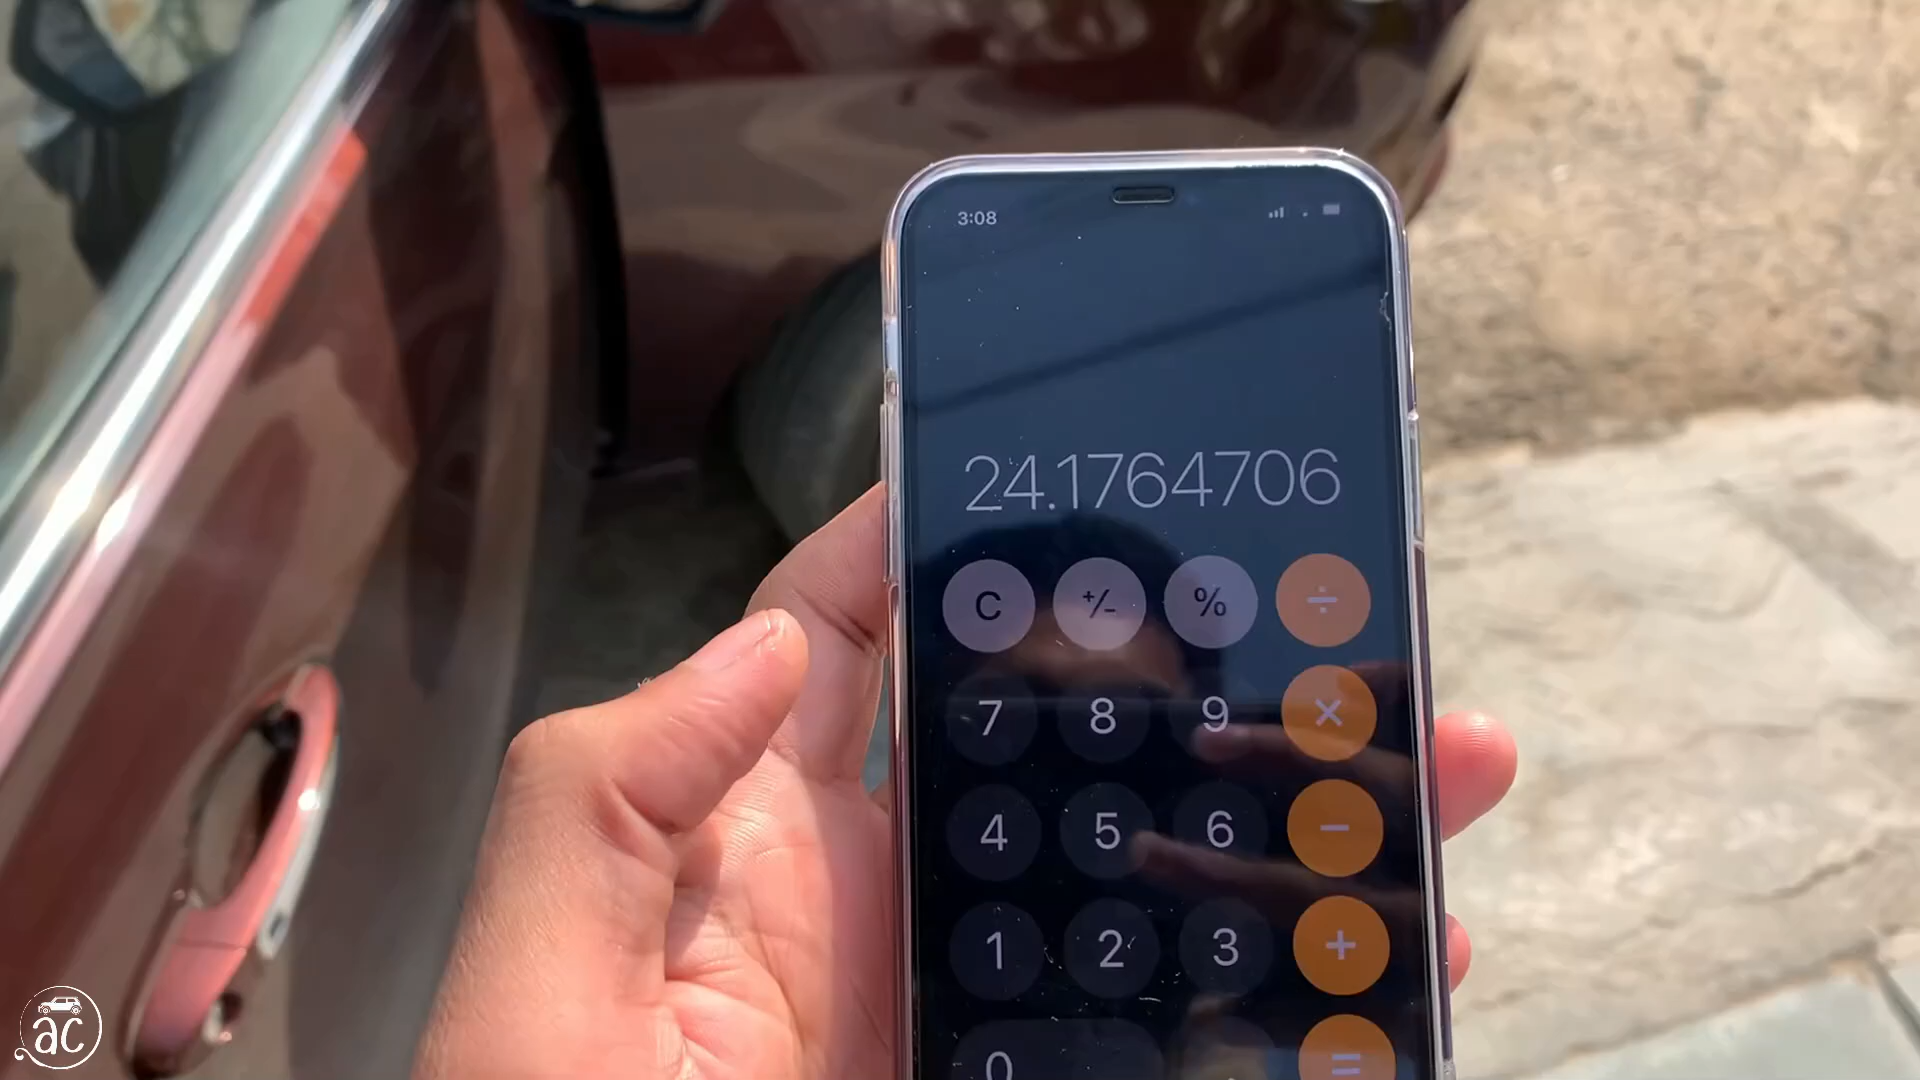 3:08
24.1764706
C +/- % ÷
7 8 9 ×
4 5 6 −
1 2 3 +
0 . =
ac